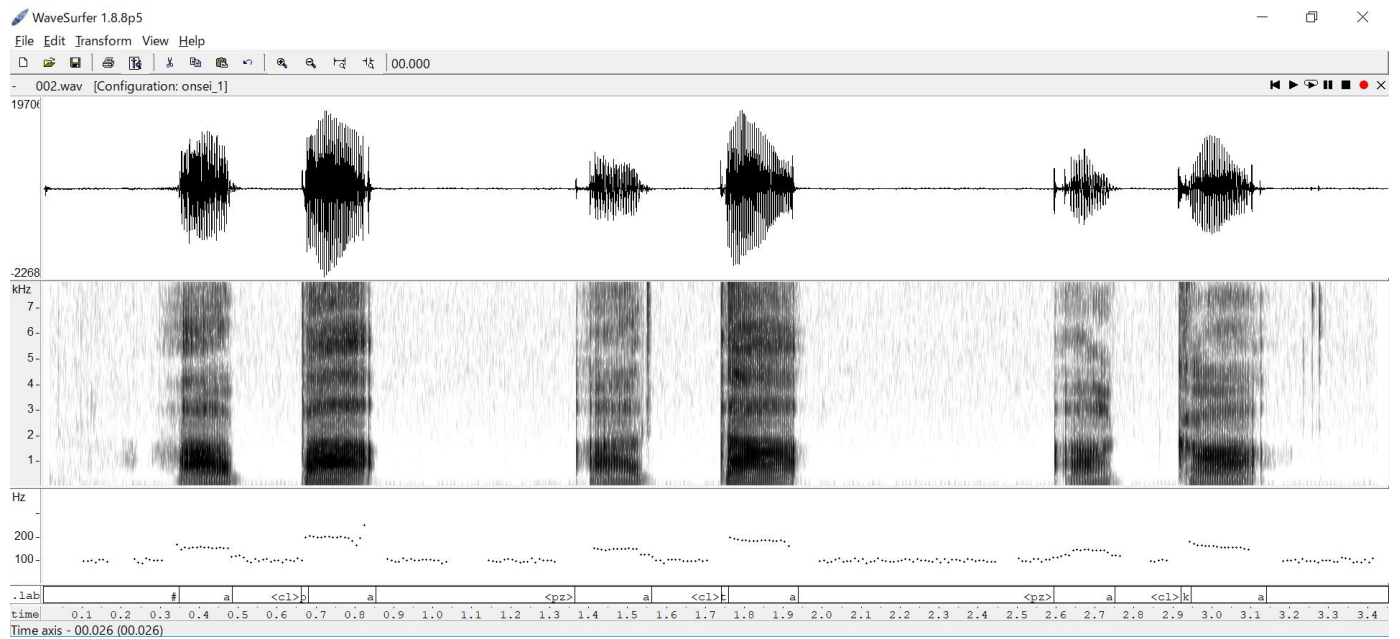 WaveSurfer 1.8.8p5
File Edit Transform View Help
00.000
- 002.wav [Configuration: onsei_1]
19706
-2268
kHz
7
6
5
4
3
2
1
Hz
200
100
.lab # a <cl>p a <pz> a <cl>t a <pz> a <cl>k a
time 0.1 0.2 0.3 0.4 0.5 0.6 0.7 0.8 0.9 1.0 1.1 1.2 1.3 1.4 1.5 1.6 1.7 1.8 1.9 2.0 2.1 2.2 2.3 2.4 2.5 2.6 2.7 2.8 2.9 3.0 3.1 3.2 3.3 3.4
Time axis - 00.026 (00.026)